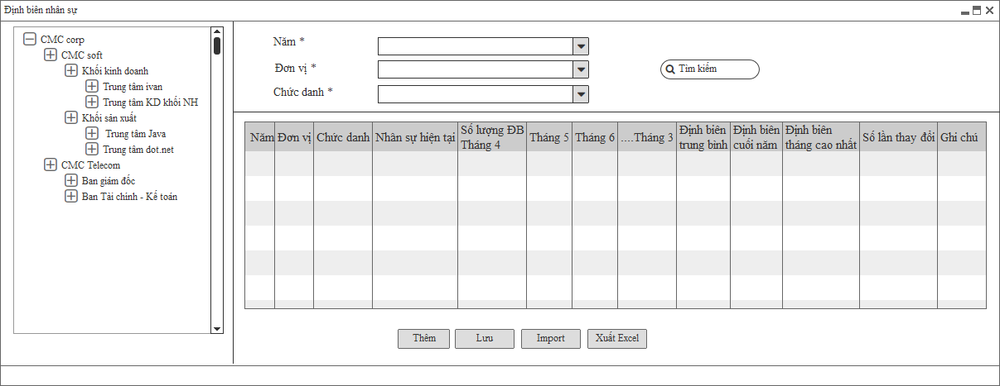 Định biên nhân sự
CMC corp
CMC soft
Khối kinh doanh
Trung tâm ivan
Trung tâm KD khối NH
Khối sản xuất
Trung tâm Java
Trung tâm dot.net
CMC Telecom
Ban giám đốc
Ban Tài chính - Kế toán
Năm *
Đơn vị *
Chức danh *
Tìm kiếm
Năm
Đơn vị
Chức danh
Nhân sự hiện tại
Số lượng ĐB
Tháng 4
Tháng 5
Tháng 6
....Tháng 3
Định biên
trung bình
Định biên
cuối năm
Định biên
tháng cao nhất
Số lần thay đổi
Ghi chú
Thêm
Lưu
Import
Xuất Excel